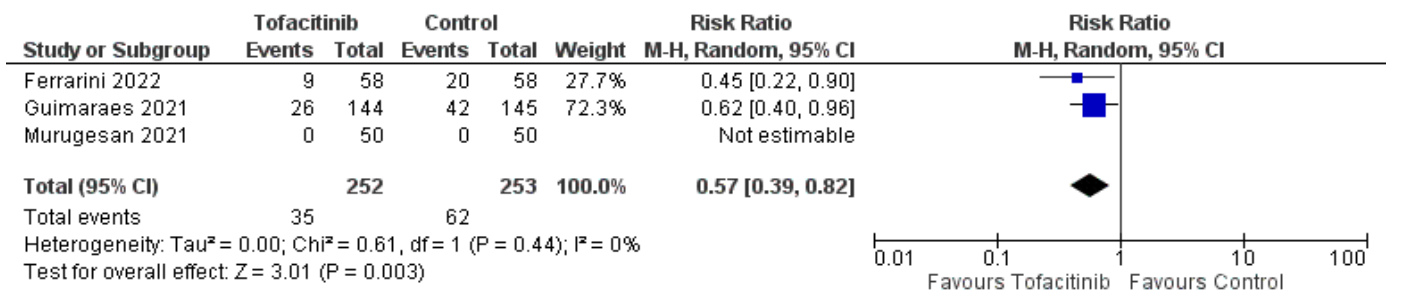 Tofacitinib Control Risk Ratio Risk Ratio
Study or Subgroup Events Total Events Total Weight M-H, Random, 95% CI M-H, Random, 95% CI
Ferrarini 2022 9 58 20 58 27.7% 0.45 [0.22, 0.90]
Guimaraes 2021 26 144 42 145 72.3% 0.62 [0.40, 0.96]
Murugesan 2021 0 50 0 50 Not estimable
Total (95% CI) 252 253 100.0% 0.57 [0.39, 0.82]
Total events 35 62
Heterogeneity: Tau² = 0.00; Chi² = 0.61, df = 1 (P = 0.44); I² = 0%
Test for overall effect: Z = 3.01 (P = 0.003)
0.01 0.1 1 10 100
Favours Tofacitinib Favours Control